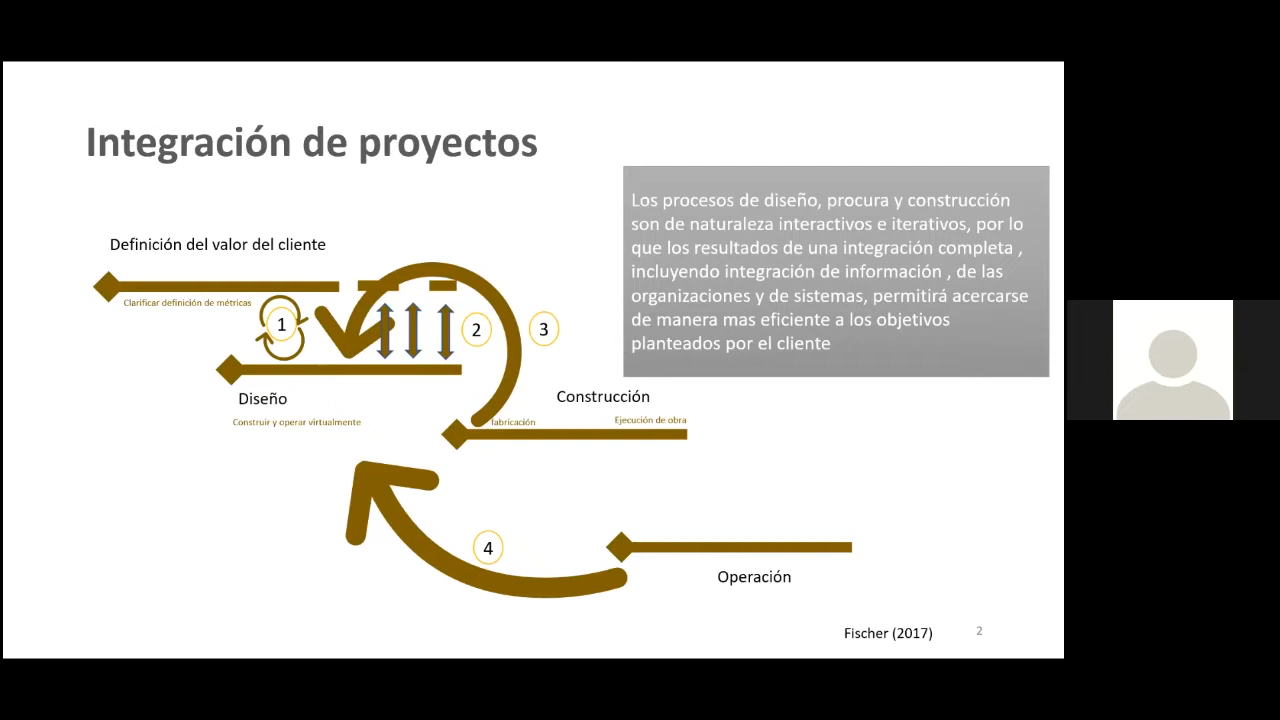 Integración de proyectos
Los procesos de diseño, procura y construcción
son de naturaleza interactivos e iterativos, por lo
que los resultados de una integración completa ,
incluyendo integración de información , de las
organizaciones y de sistemas, permitirá acercarse
de manera mas eficiente a los objetivos
planteados por el cliente
Definición del valor del cliente
Clarificar definición de métricas
1
2
3
Diseño
Construir y operar virtualmente
Construcción
fabricación
Ejecución de obra
4
Operación
Fischer (2017)
2